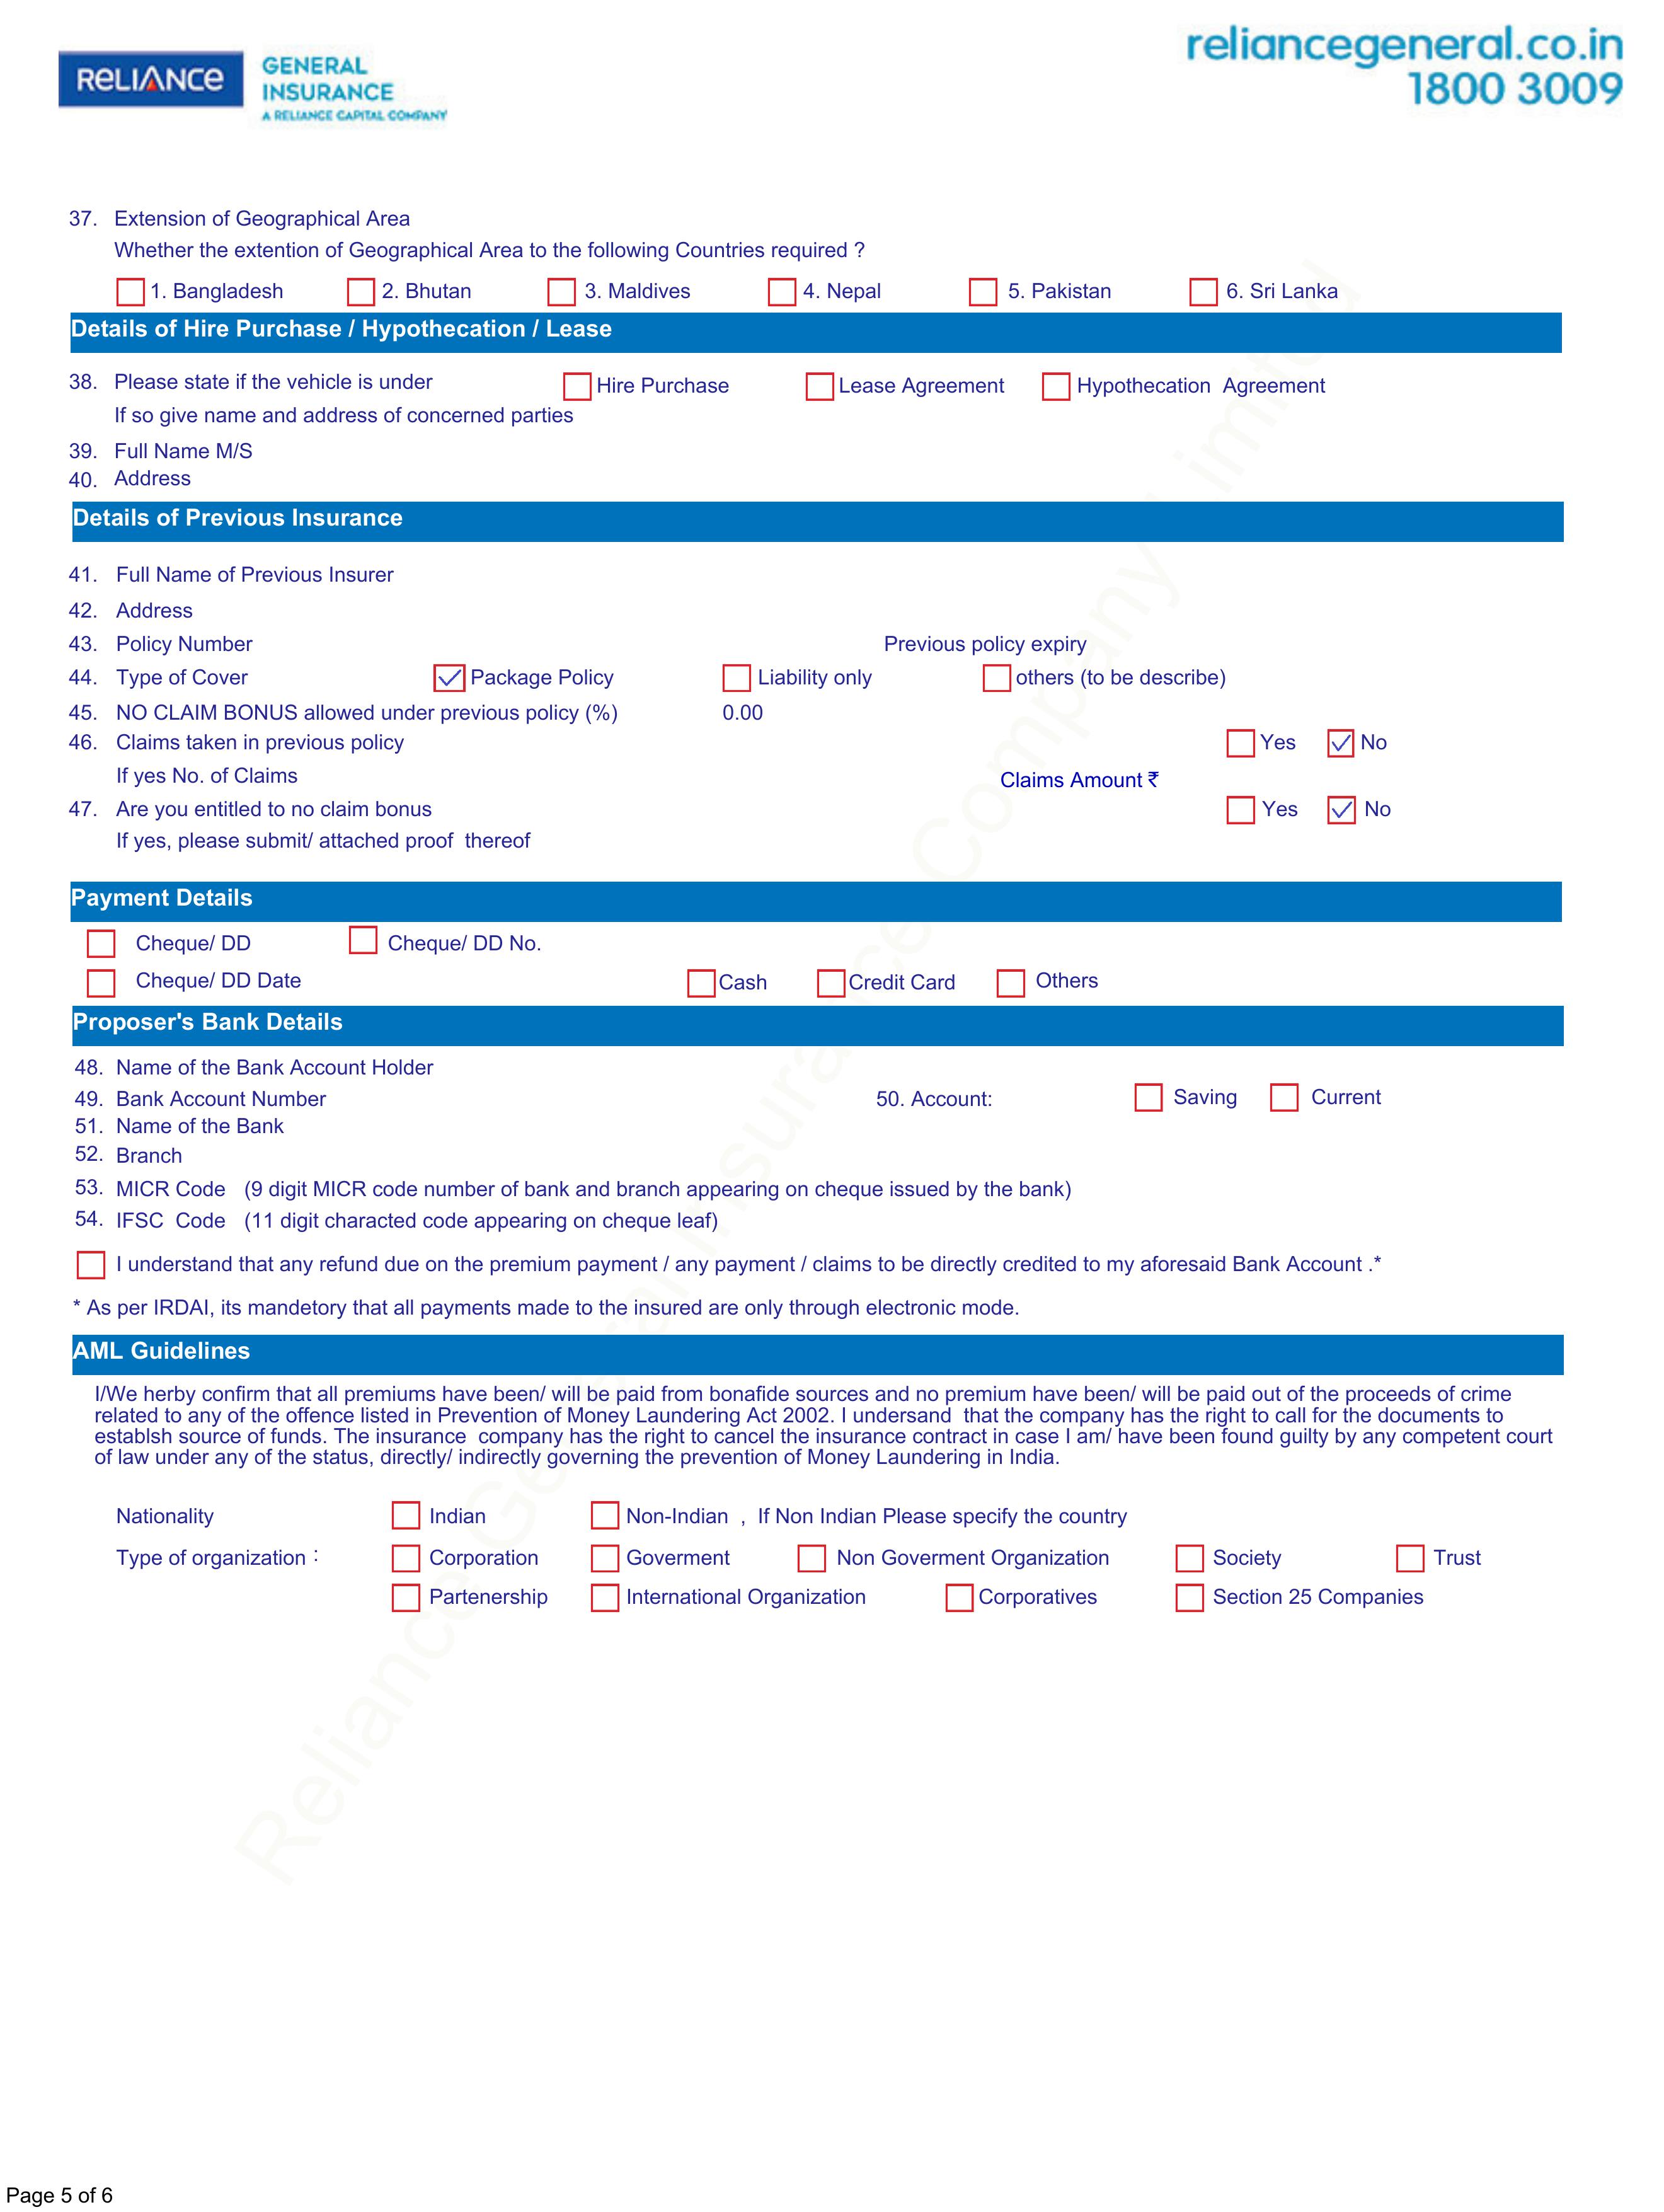 RELIANCE
GENERAL
INSURANCE
A RELIANCE CAPITAL COMPANY
reliancegeneral.co.in
1800 3009
37. Extension of Geographical Area
Whether the extention of Geographical Area to the following Countries required ?
1. Bangladesh 2. Bhutan 3. Maldives 4. Nepal 5. Pakistan 6. Sri Lanka
Details of Hire Purchase / Hypothecation / Lease
38. Please state if the vehicle is under Hire Purchase Lease Agreement Hypothecation Agreement
If so give name and address of concerned parties
39. Full Name M/S
40. Address
Details of Previous Insurance
41. Full Name of Previous Insurer
42. Address
43. Policy Number Previous policy expiry
44. Type of Cover Package Policy Liability only others (to be describe)
45. NO CLAIM BONUS allowed under previous policy (%) 0.00
46. Claims taken in previous policy Yes No
If yes No. of Claims Claims Amount ₹
47. Are you entitled to no claim bonus Yes No
If yes, please submit/ attached proof thereof
Payment Details
Cheque/ DD Cheque/ DD No.
Cheque/ DD Date Cash Credit Card Others
Proposer's Bank Details
48. Name of the Bank Account Holder
49. Bank Account Number 50. Account: Saving Current
51. Name of the Bank
52. Branch
53. MICR Code (9 digit MICR code number of bank and branch appearing on cheque issued by the bank)
54. IFSC Code (11 digit characted code appearing on cheque leaf)
I understand that any refund due on the premium payment / any payment / claims to be directly credited to my aforesaid Bank Account .*
* As per IRDAI, its mandetory that all payments made to the insured are only through electronic mode.
AML Guidelines
I/We herby confirm that all premiums have been/ will be paid from bonafide sources and no premium have been/ will be paid out of the proceeds of crime
related to any of the offence listed in Prevention of Money Laundering Act 2002. I undersand that the company has the right to call for the documents to
establsh source of funds. The insurance company has the right to cancel the insurance contract in case I am/ have been found guilty by any competent court
of law under any of the status, directly/ indirectly governing the prevention of Money Laundering in India.
Nationality Indian Non-Indian , If Non Indian Please specify the country
Type of organization : Corporation Goverment Non Goverment Organization Society Trust
Partenership International Organization Corporatives Section 25 Companies
Page 5 of 6